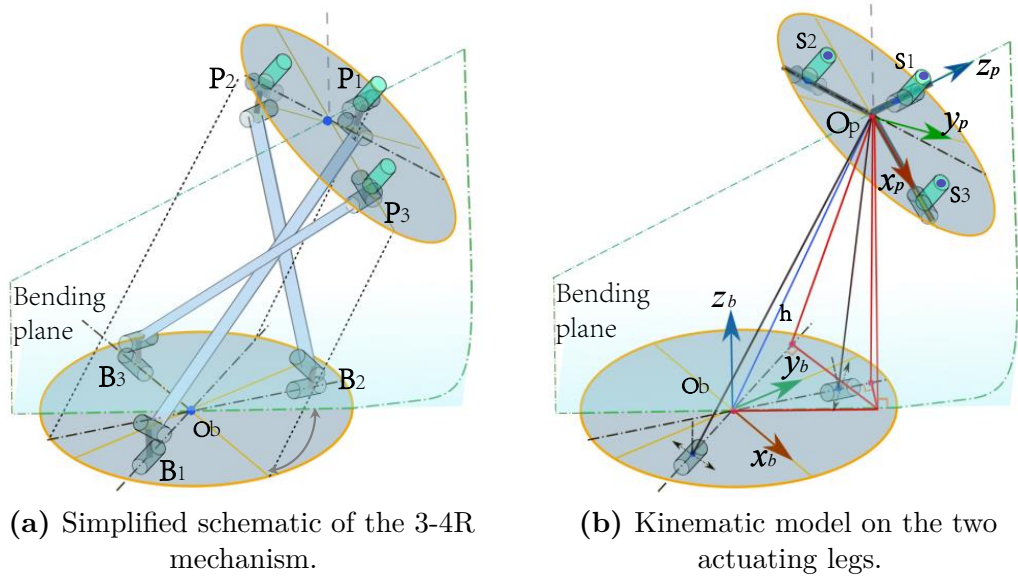 P2
P1
P3
Bending
plane
B3
B2
Ob
B1
(a) Simplified schematic of the 3-4R
mechanism.
S2
S1
zp
Op
yp
xp
S3
Bending
plane
zb
h
Ob
yb
xb
(b) Kinematic model on the two
actuating legs.